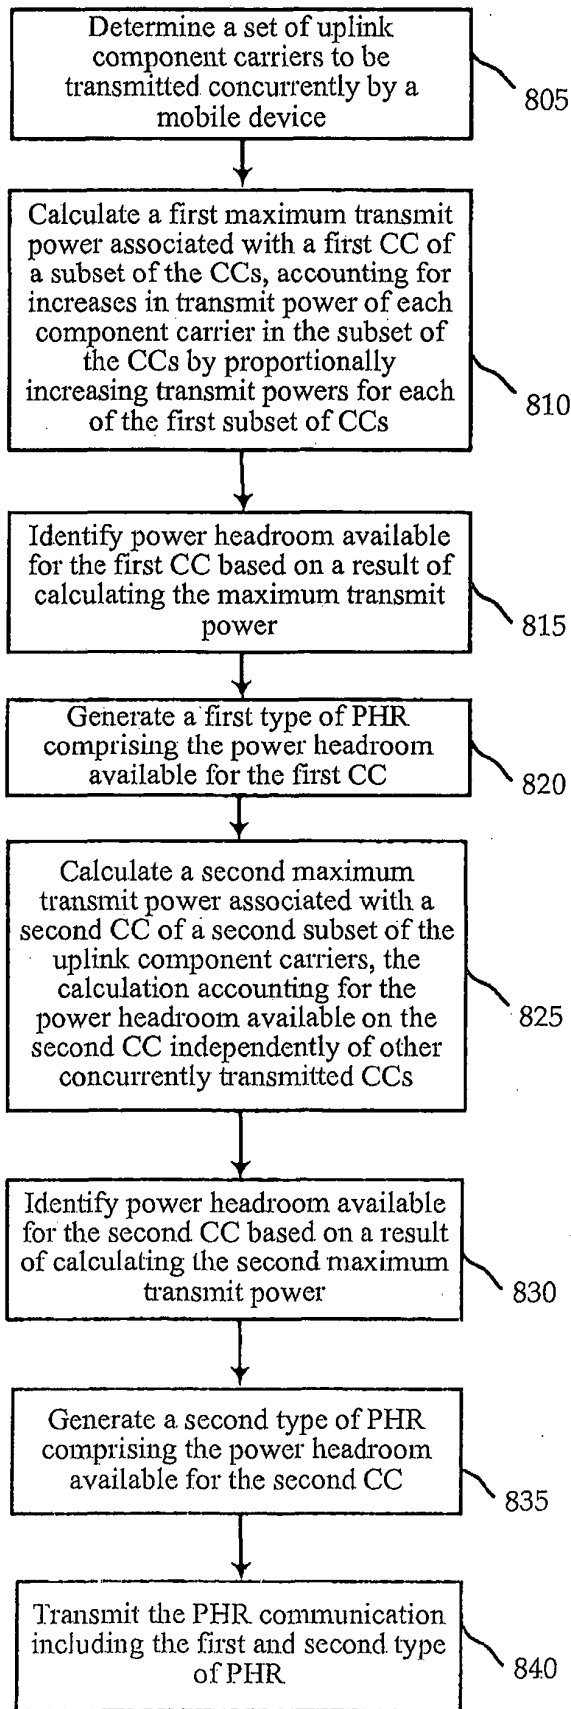 Determine a set of uplink
component carriers to be
transmitted concurrently by a
mobile device
805
Calculate a first maximum transmit
power associated with a first CC of
a subset of the CCs, accounting for
increases in transmit power of each
component carrier in the subset of
the CCs by proportionally
increasing transmit powers for each
of the first subset of CCs
810
Identify power headroom available
for the first CC based on a result of
calculating the maximum transmit
power
815
Generate a first type of PHR
comprising the power headroom
available for the first CC
820
Calculate a second maximum
transmit power associated with a
second CC of a second subset of the
uplink component carriers, the
calculation accounting for the
power headroom available on the
second CC independently of other
concurrently transmitted CCs
825
Identify power headroom available
for the second CC based on a result
of calculating the second maximum
transmit power
830
Generate a second type of PHR
comprising the power headroom
available for the second CC
835
Transmit the PHR communication
including the first and second type
of PHR
840